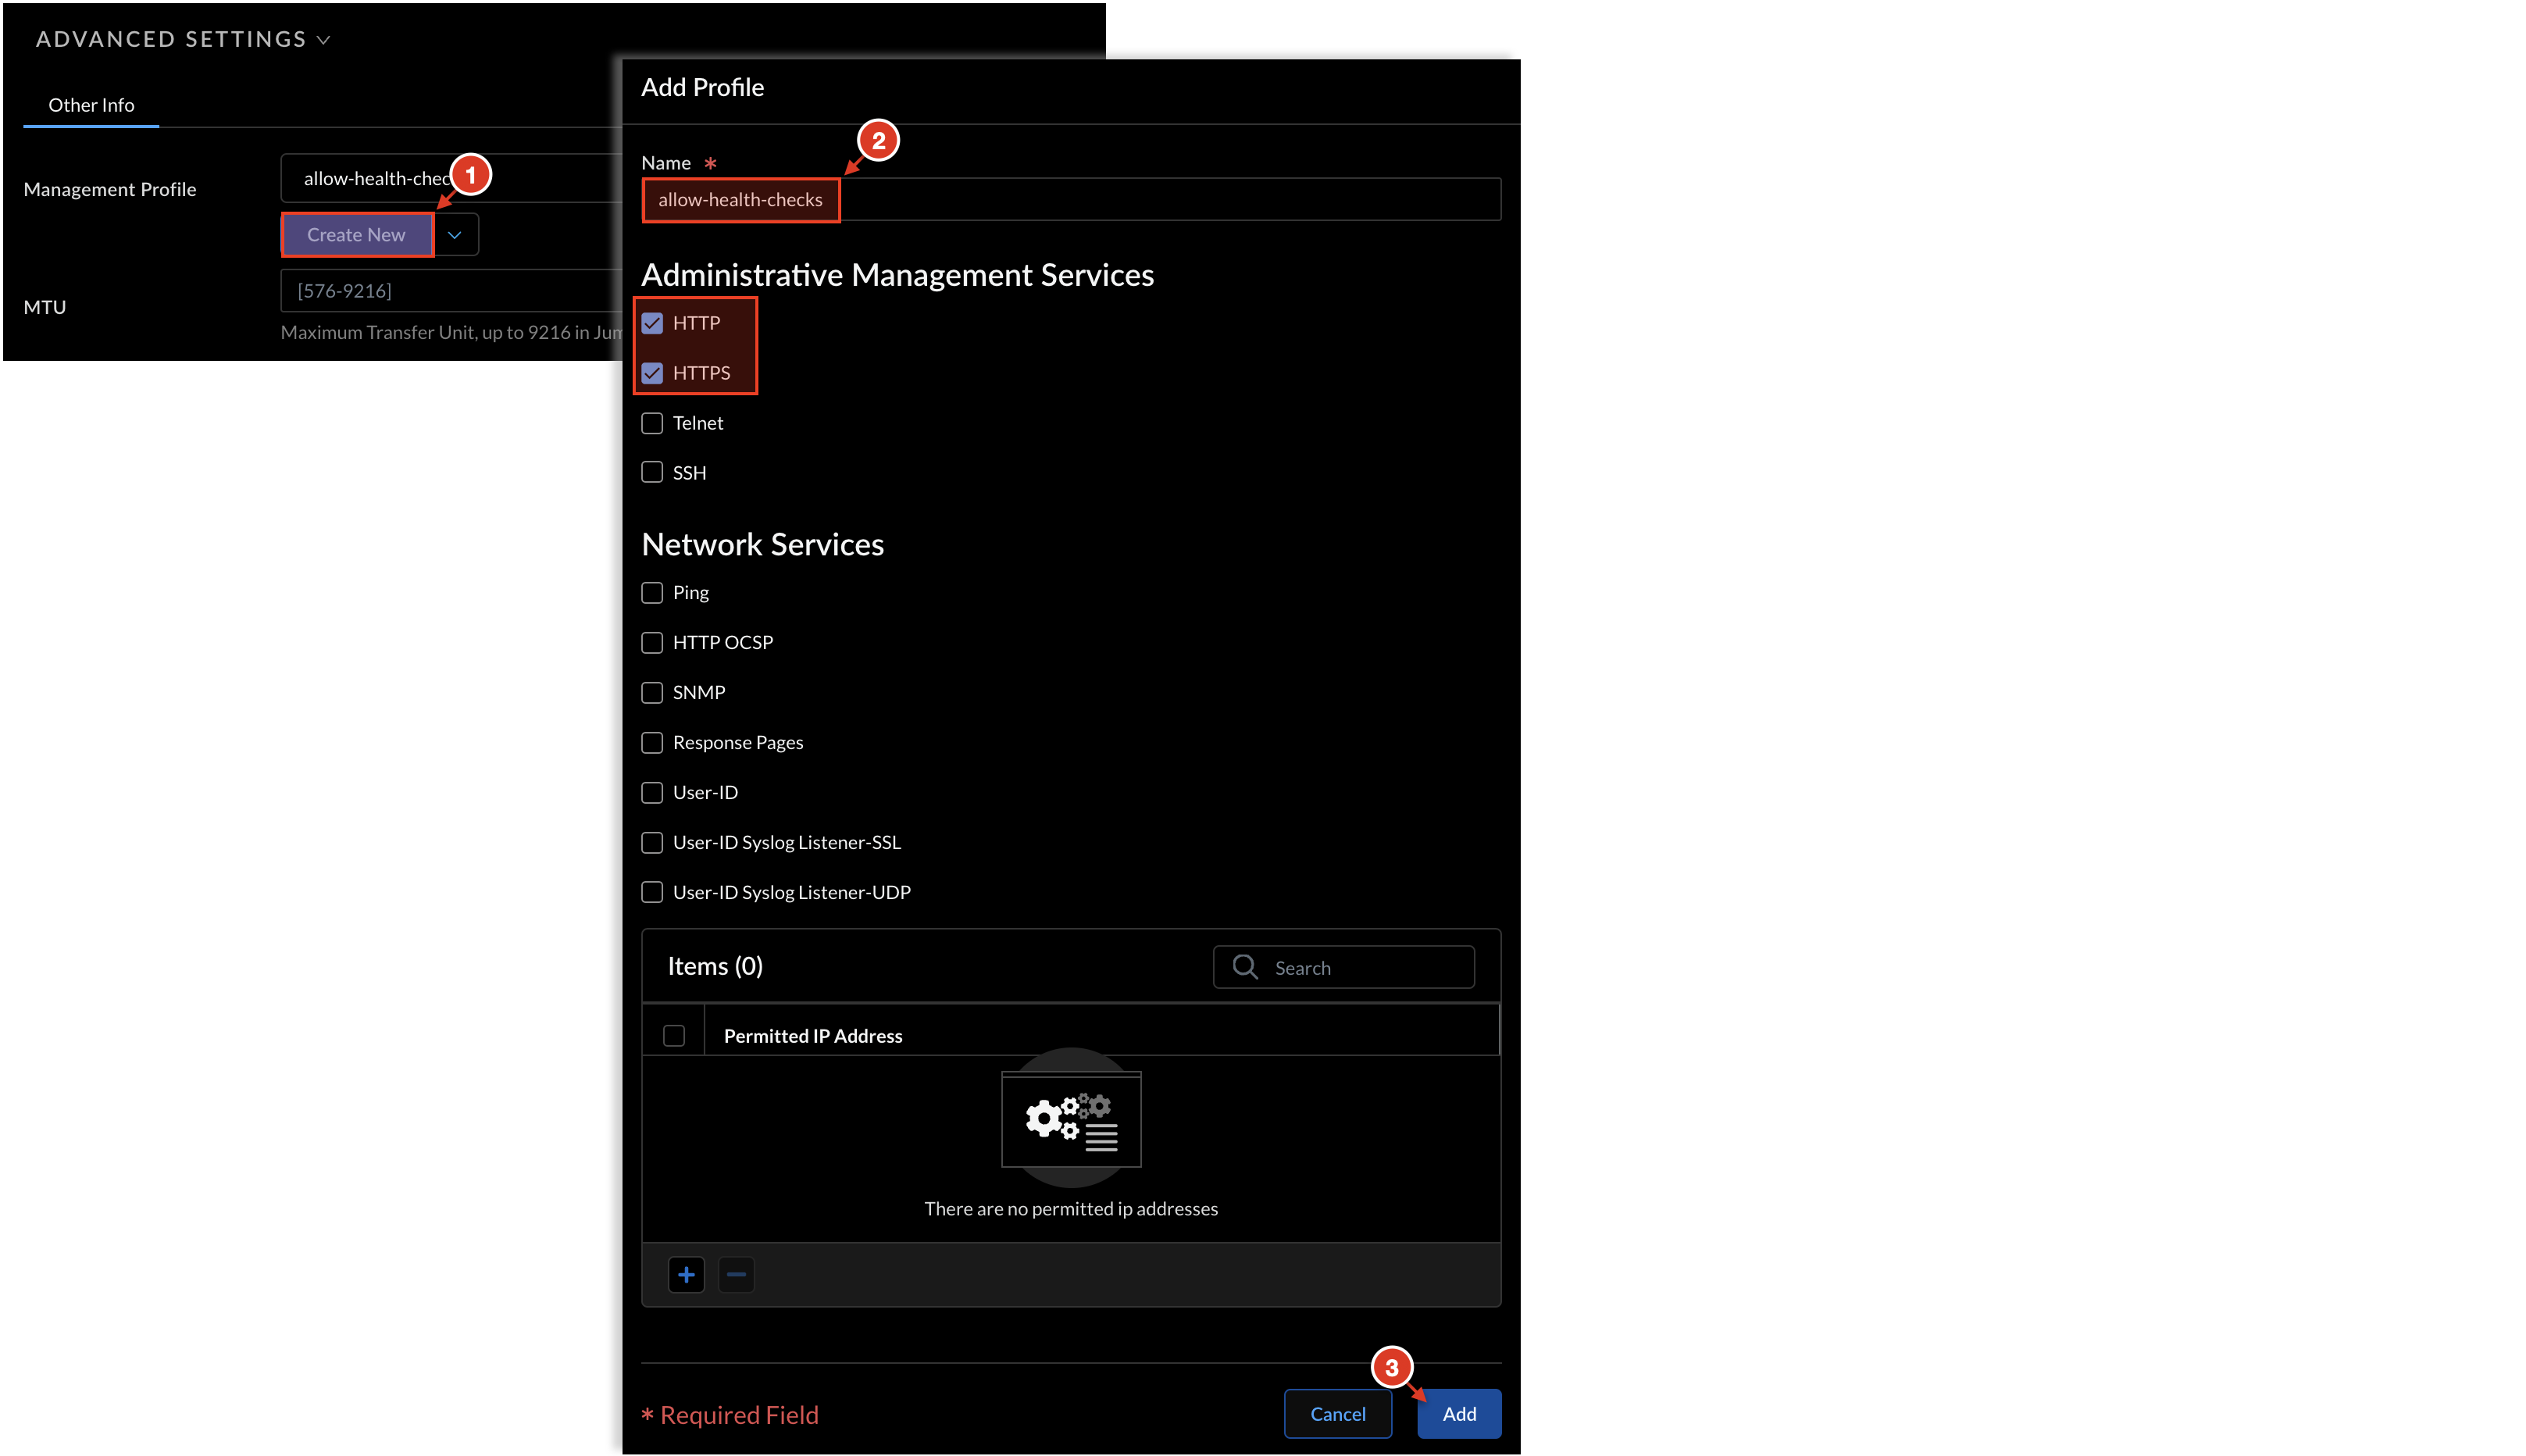 ADVANCED SETTINGS
Other Info
Management Profile
allow-health-chec
1
Create New
MTU
[576-9216]
Maximum Transfer Unit, up to 9216 in Jum
Add Profile
2
Name *
allow-health-checks
Administrative Management Services
HTTP
HTTPS
Telnet
SSH
Network Services
Ping
HTTP OCSP
SNMP
Response Pages
User-ID
User-ID Syslog Listener-SSL
User-ID Syslog Listener-UDP
Items (0)
Search
Permitted IP Address
There are no permitted ip addresses
3
* Required Field
Cancel
Add